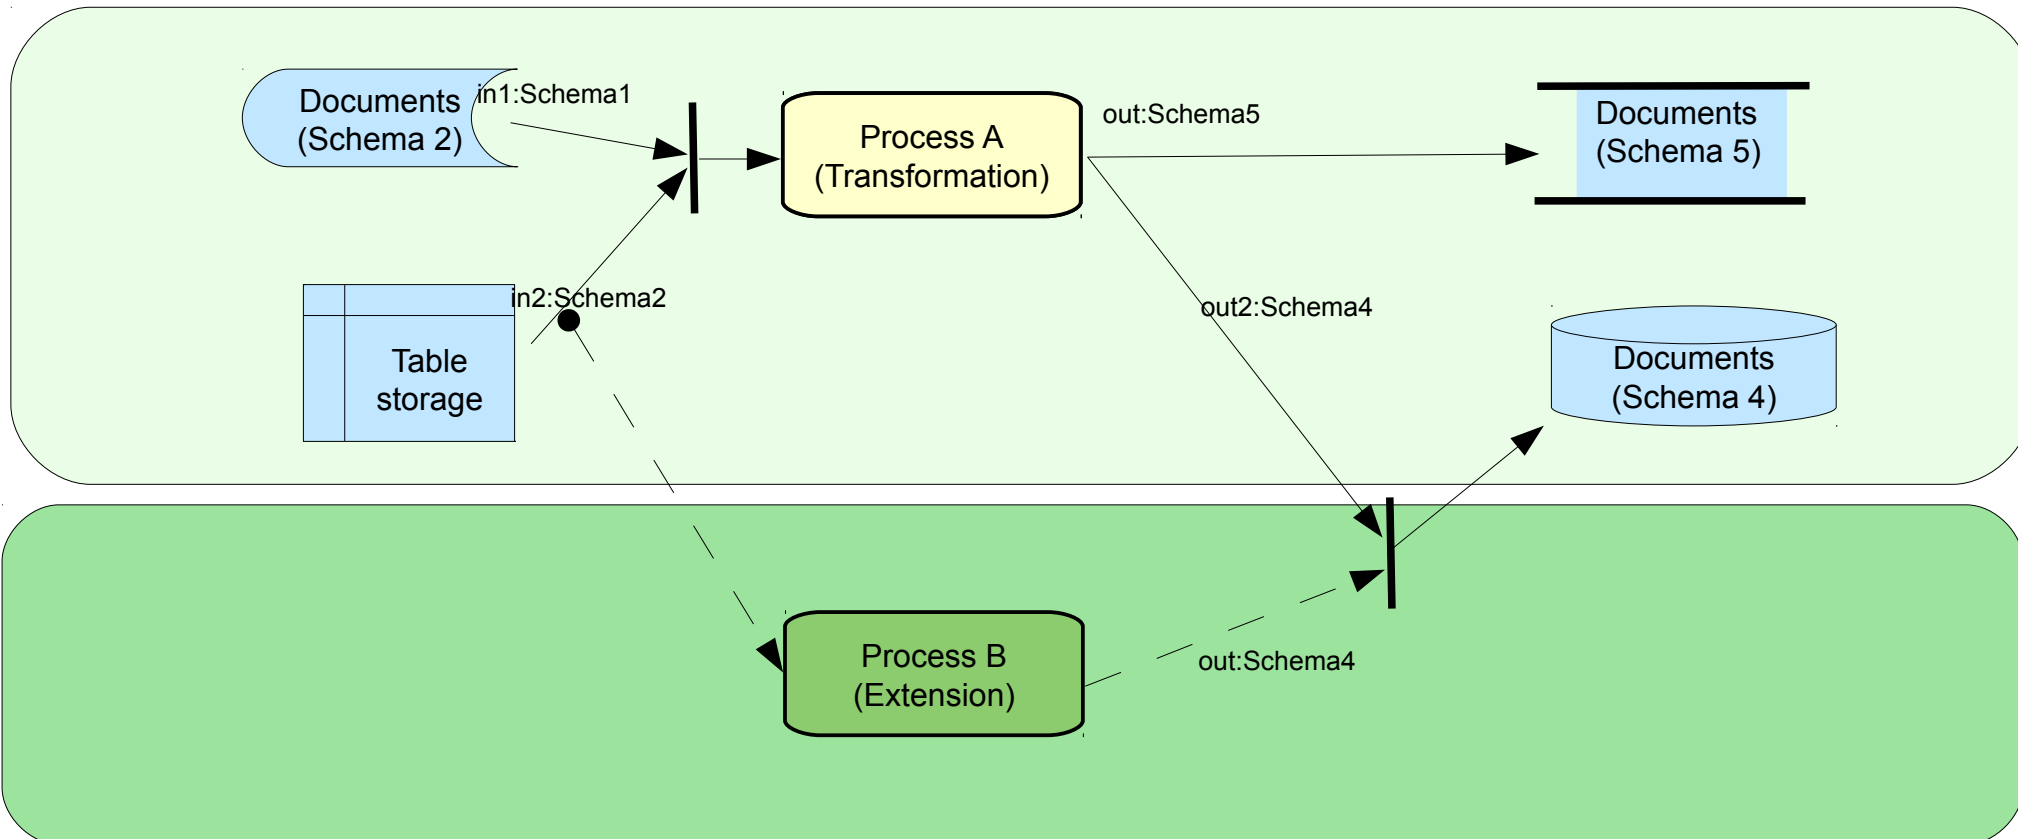 Documents
(Schema 2)
in1:Schema1
Process A
(Transformation)
out:Schema5
Documents
(Schema 5)
Table
storage
in2:Schema2
out2:Schema4
Documents
(Schema 4)
Process B
(Extension)
out:Schema4